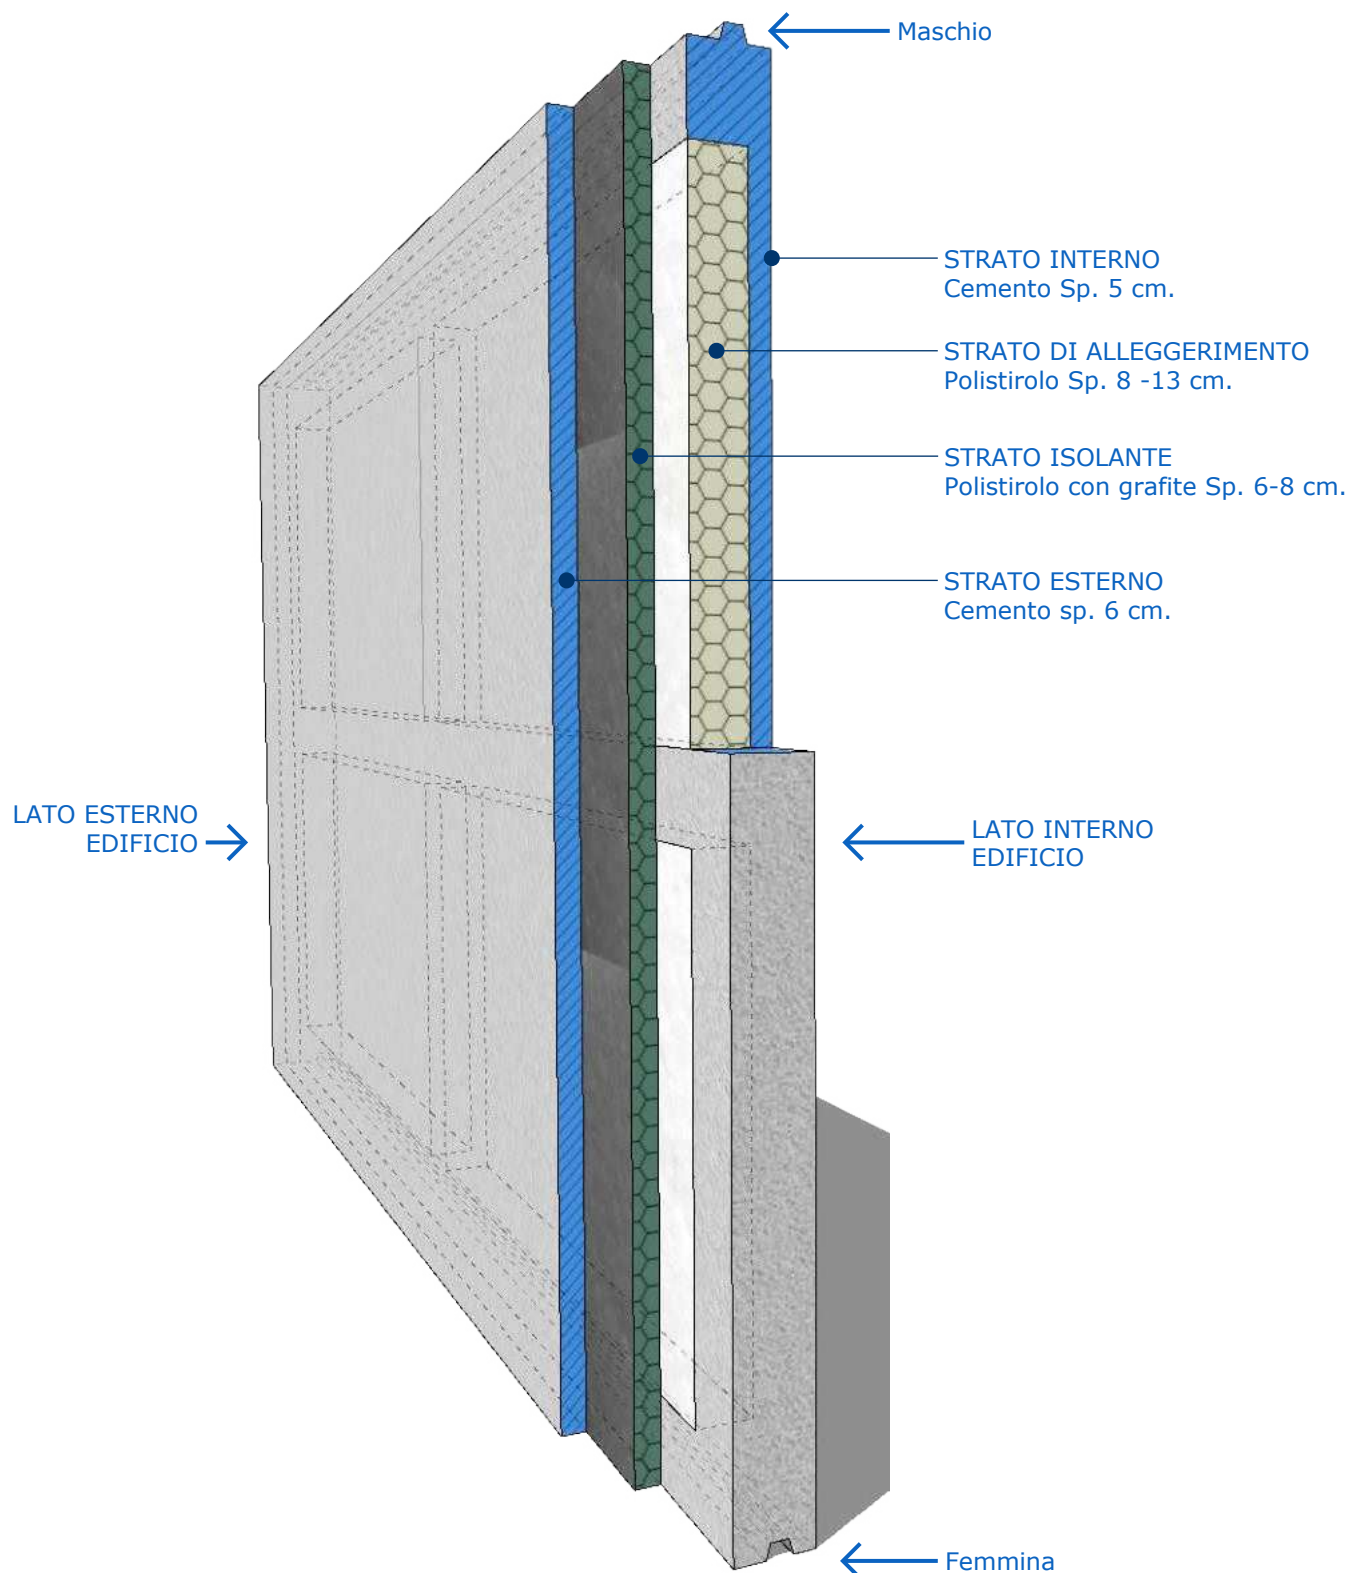 Maschio
STRATO INTERNO
Cemento Sp. 5 cm.
STRATO DI ALLEGGERIMENTO
Polistirolo Sp. 8 -13 cm.
STRATO ISOLANTE
Polistirolo con grafite Sp. 6-8 cm.
STRATO ESTERNO
Cemento sp. 6 cm.
LATO ESTERNO
EDIFICIO
LATO INTERNO
EDIFICIO
Femmina